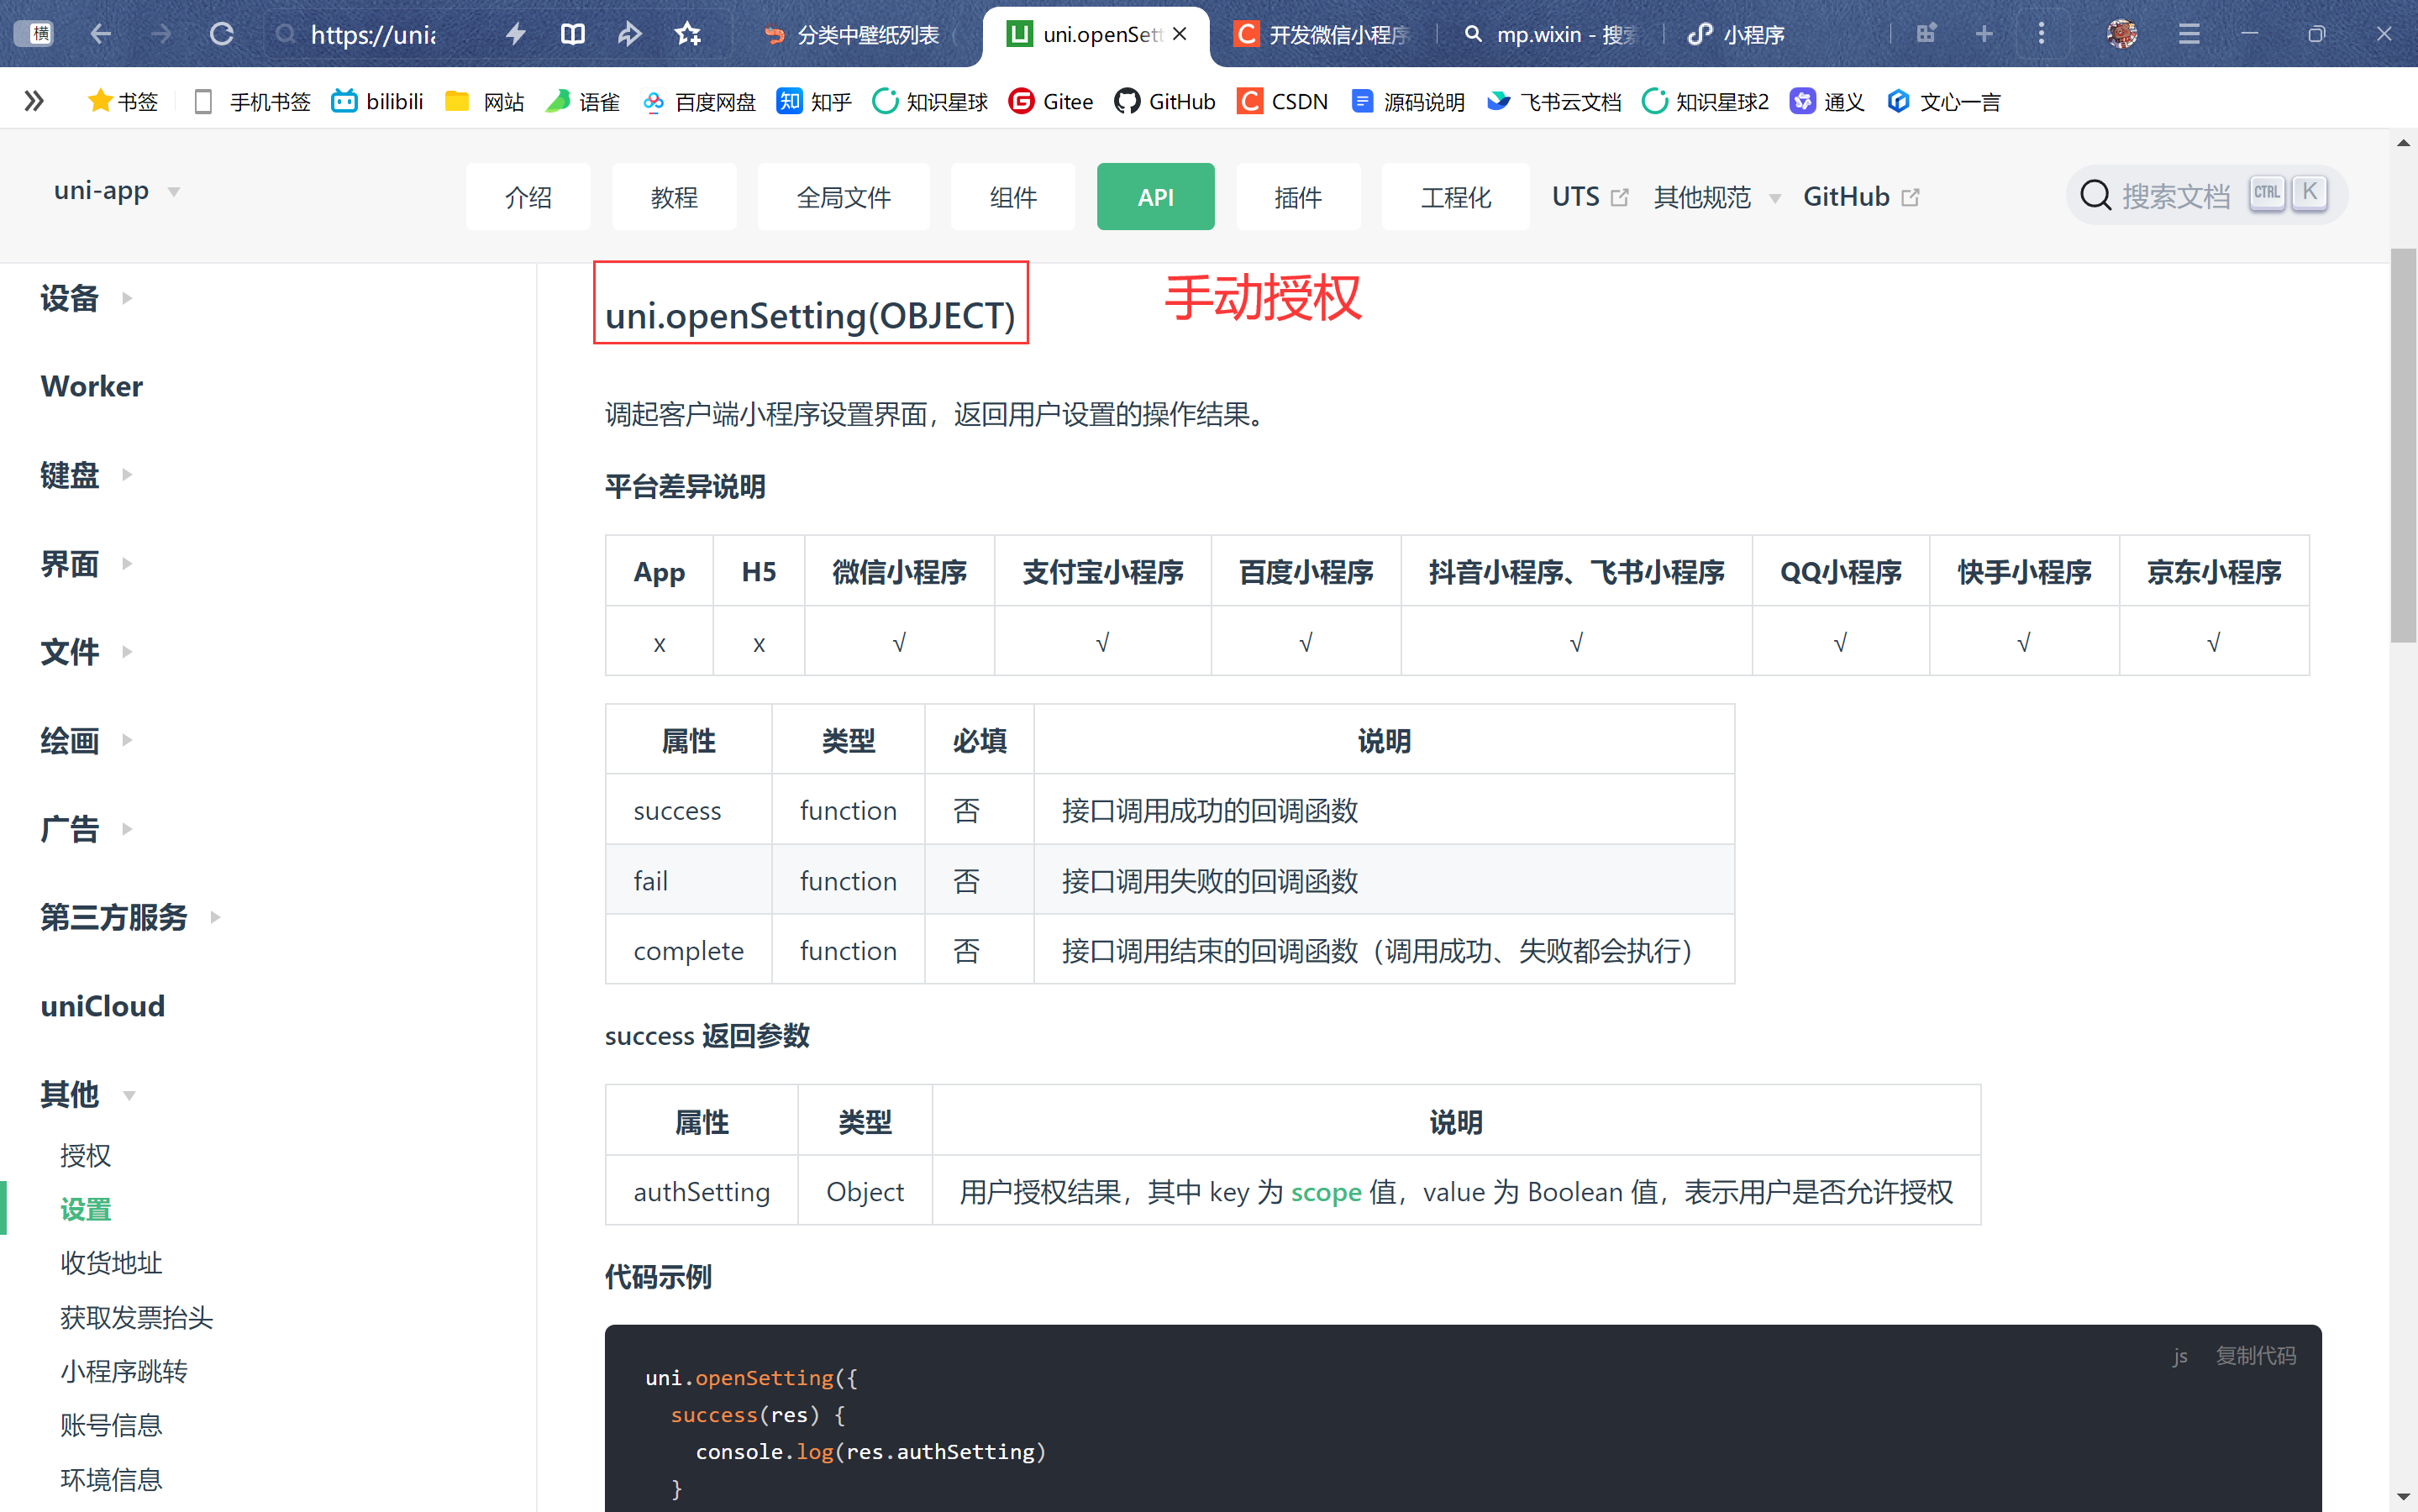 横
https://unia
分类中壁纸列表
uni.openSett
开发微信小程序
mp.wixin - 搜索
小程序
书签
手机书签
bilibili
网站
语雀
百度网盘
知乎
知识星球
Gitee
GitHub
CSDN
源码说明
飞书云文档
知识星球2
通义
文心一言
uni-app
介绍
教程
全局文件
组件
API
插件
工程化
UTS
其他规范
GitHub
搜索文档
CTRL
K
设备
Worker
键盘
界面
文件
绘画
广告
第三方服务
uniCloud
其他
授权
设置
收货地址
获取发票抬头
小程序跳转
账号信息
环境信息
uni.openSetting(OBJECT)
手动授权
调起客户端小程序设置界面，返回用户设置的操作结果。
平台差异说明
App H5 微信小程序 支付宝小程序 百度小程序 抖音小程序、飞书小程序 QQ小程序 快手小程序 京东小程序
x x √ √ √ √ √ √ √
属性 类型 必填 说明
success function 否 接口调用成功的回调函数
fail function 否 接口调用失败的回调函数
complete function 否 接口调用结束的回调函数（调用成功、失败都会执行）
success 返回参数
属性 类型 说明
authSetting Object 用户授权结果，其中 key 为 scope 值，value 为 Boolean 值，表示用户是否允许授权
代码示例
js 复制代码
uni.openSetting({
success(res) {
console.log(res.authSetting)
}